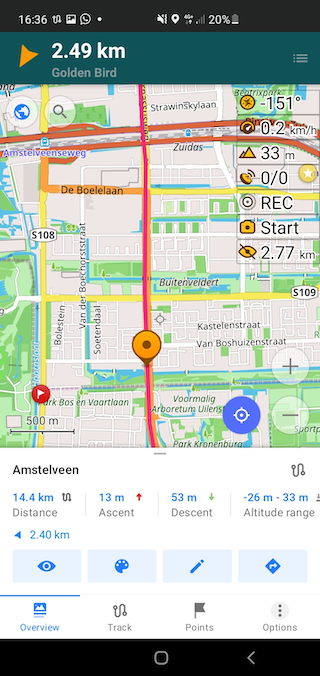 16:36
20%
2.49 km
Golden Bird
Strawinskylaan
Zuidas
Amstelveenseweg
De Boelelaan
S108
Van der Boechorststraat
Bolestein
Soetendaal
Buitenveldert
S109
Kastelenstraat
Van Boshuizenstraat
Park Bos en Vaartlaan
Voormalig
Arboretum Uilens
Park Kronenburg
500 m
-151°
0.2 km/h
33 m
0/0
REC
Start
2.77 km
Amstelveen
14.4 km
Distance
13 m
Ascent
53 m
Descent
-26 m - 33 m
Altitude range
2.40 km
Overview
Track
Points
Options